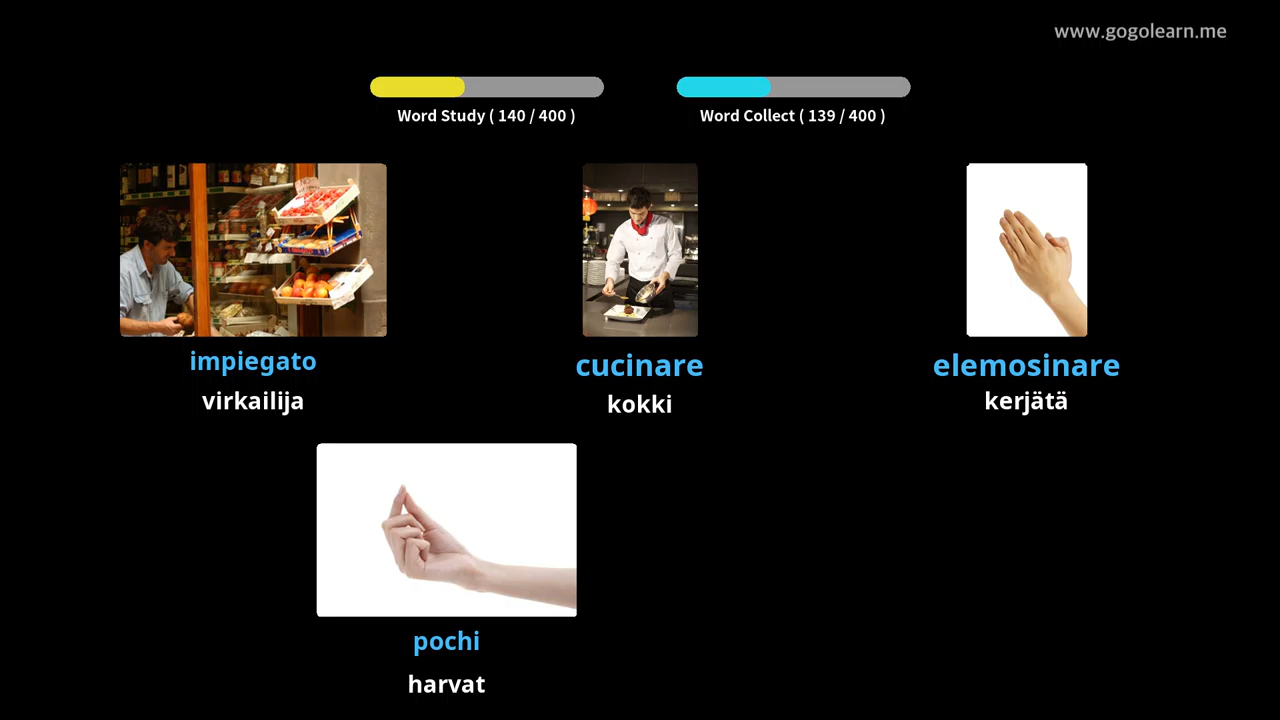 www.gogolearn.me
Word Study ( 140 / 400 )
Word Collect ( 139 / 400 )
impiegato
virkailija
cucinare
kokki
elemosinare
kerjätä
pochi
harvat